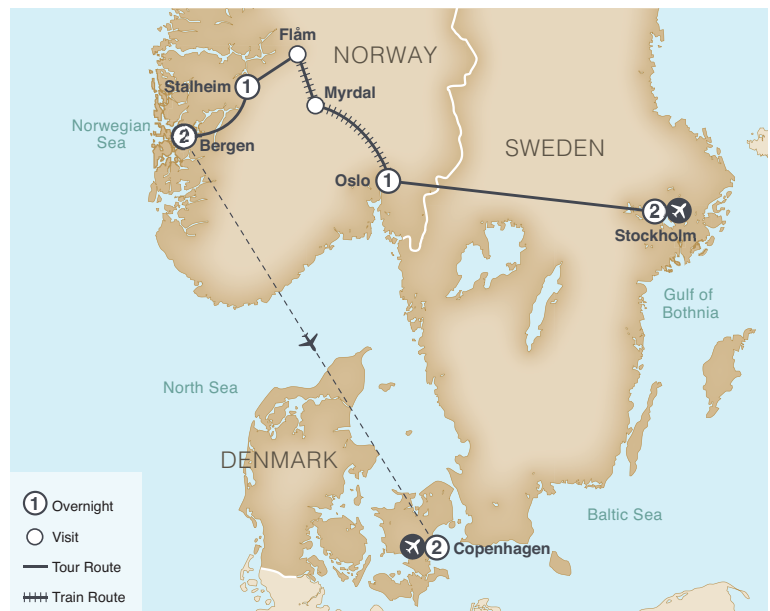 Flåm
NORWAY
Stalheim
1
Myrdal
Norwegian
Sea
2
Bergen
SWEDEN
Oslo
1
2
Stockholm
Gulf of
Bothnia
North Sea
DENMARK
Baltic Sea
2
Copenhagen
1 Overnight
Visit
Tour Route
Train Route